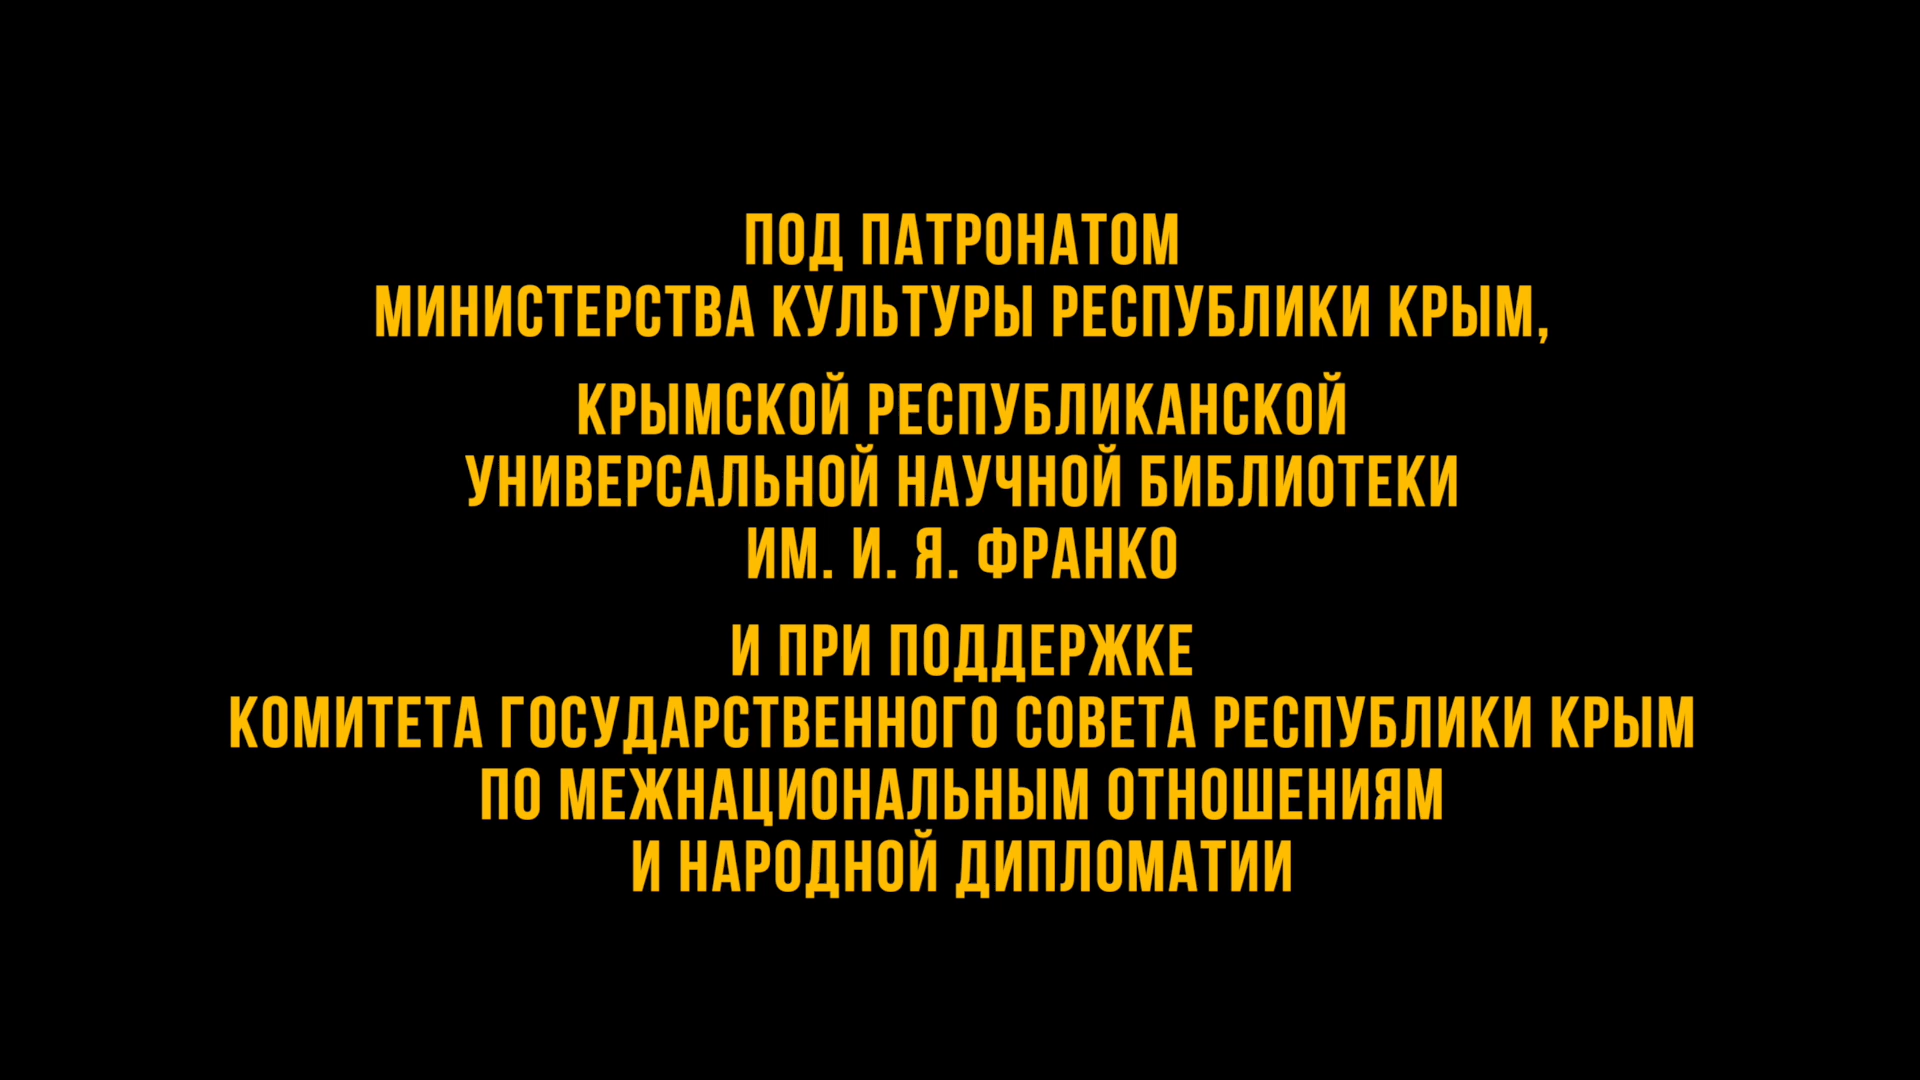 ПОД ПАТРОНАТОМ
МИНИСТЕРСТВА КУЛЬТУРЫ РЕСПУБЛИКИ КРЫМ,
КРЫМСКОЙ РЕСПУБЛИКАНСКОЙ
УНИВЕРСАЛЬНОЙ НАУЧНОЙ БИБЛИОТЕКИ
ИМ. И. Я. ФРАНКО
И ПРИ ПОДДЕРЖКЕ
КОМИТЕТА ГОСУДАРСТВЕННОГО СОВЕТА РЕСПУБЛИКИ КРЫМ
ПО МЕЖНАЦИОНАЛЬНЫМ ОТНОШЕНИЯМ
И НАРОДНОЙ ДИПЛОМАТИИ